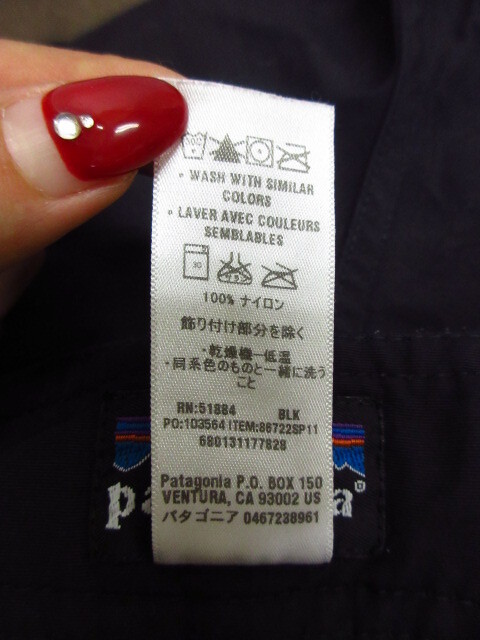 • WASH WITH SIMILAR
COLORS
• LAVER AVEC COULEURS
SEMBLABLES
100% ナイロン
飾り付け部分を除く
・乾燥機－低温
・同系色のものと一緒に洗う
こと
RN:51884 BLK
PO:103564 ITEM:86722SP11
680131177828
Patagonia P.O. BOX 150
VENTURA, CA 93002 US
パタゴニア 0467238961